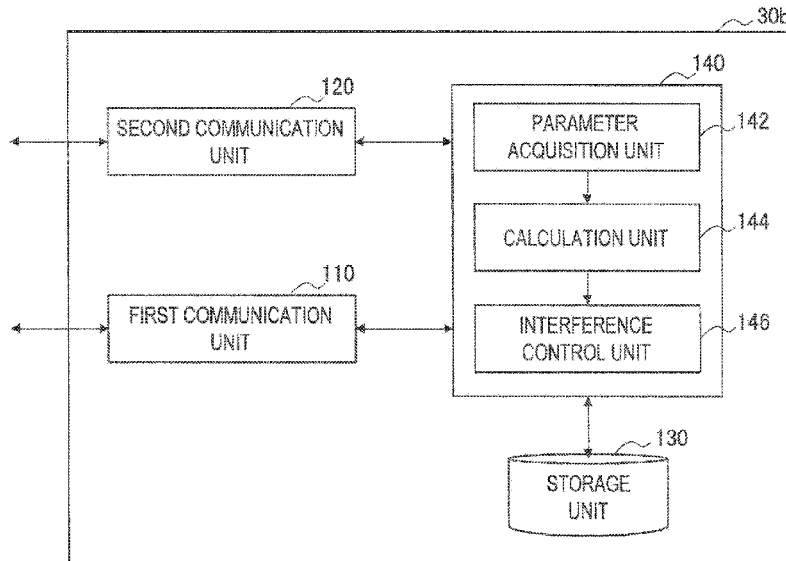 30b
140
120
SECOND COMMUNICATION
UNIT
PARAMETER
ACQUISITION UNIT
142
CALCULATION UNIT
144
110
FIRST COMMUNICATION
UNIT
INTERFERENCE
CONTROL UNIT
146
130
STORAGE
UNIT